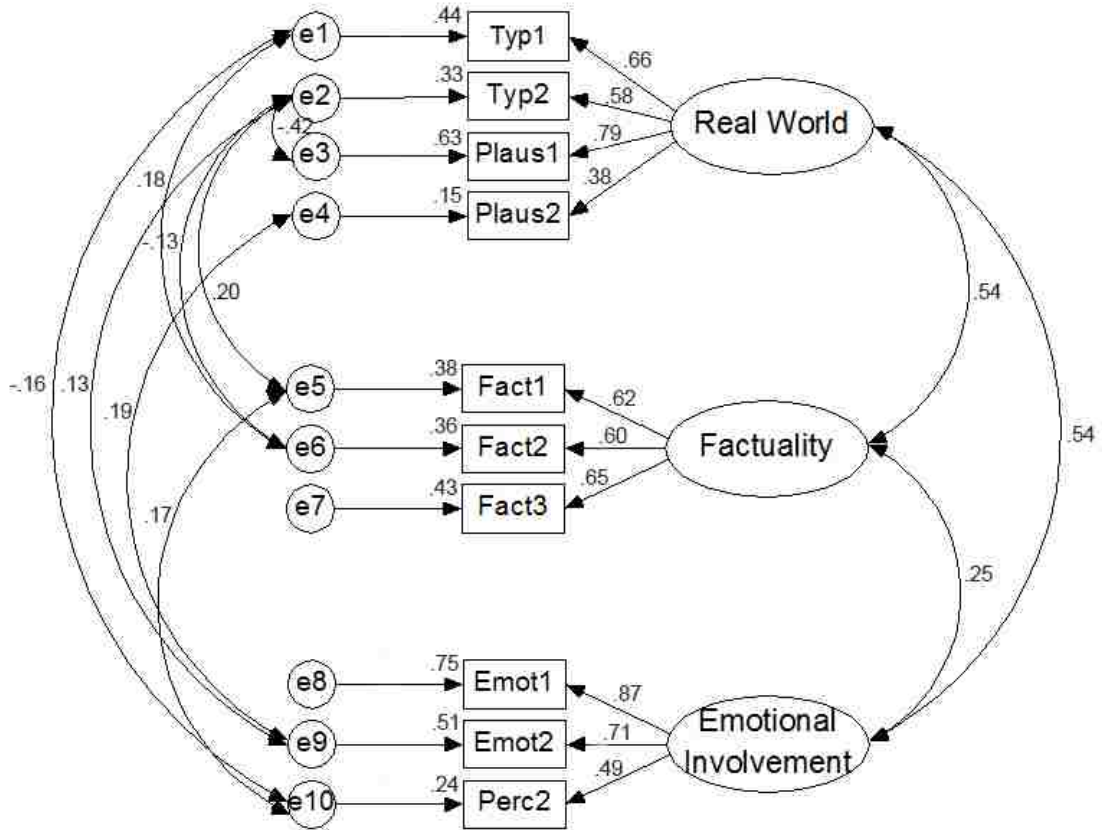 .44
e1
Typ1
.66
.33
e2
Typ2
.58
-.42
.63
e3
Plaus1
.79
.38
.15
e4
Plaus2
.18
-.13
.20
.54
-.16
.13
.19
.38
e5
Fact1
.62
.36
e6
Fact2
.60
.43
e7
Fact3
.65
.17
.54
.25
.75
e8
Emot1
.87
.51
e9
Emot2
.71
.24
e10
Perc2
.49
Real World
Factuality
Emotional
Involvement